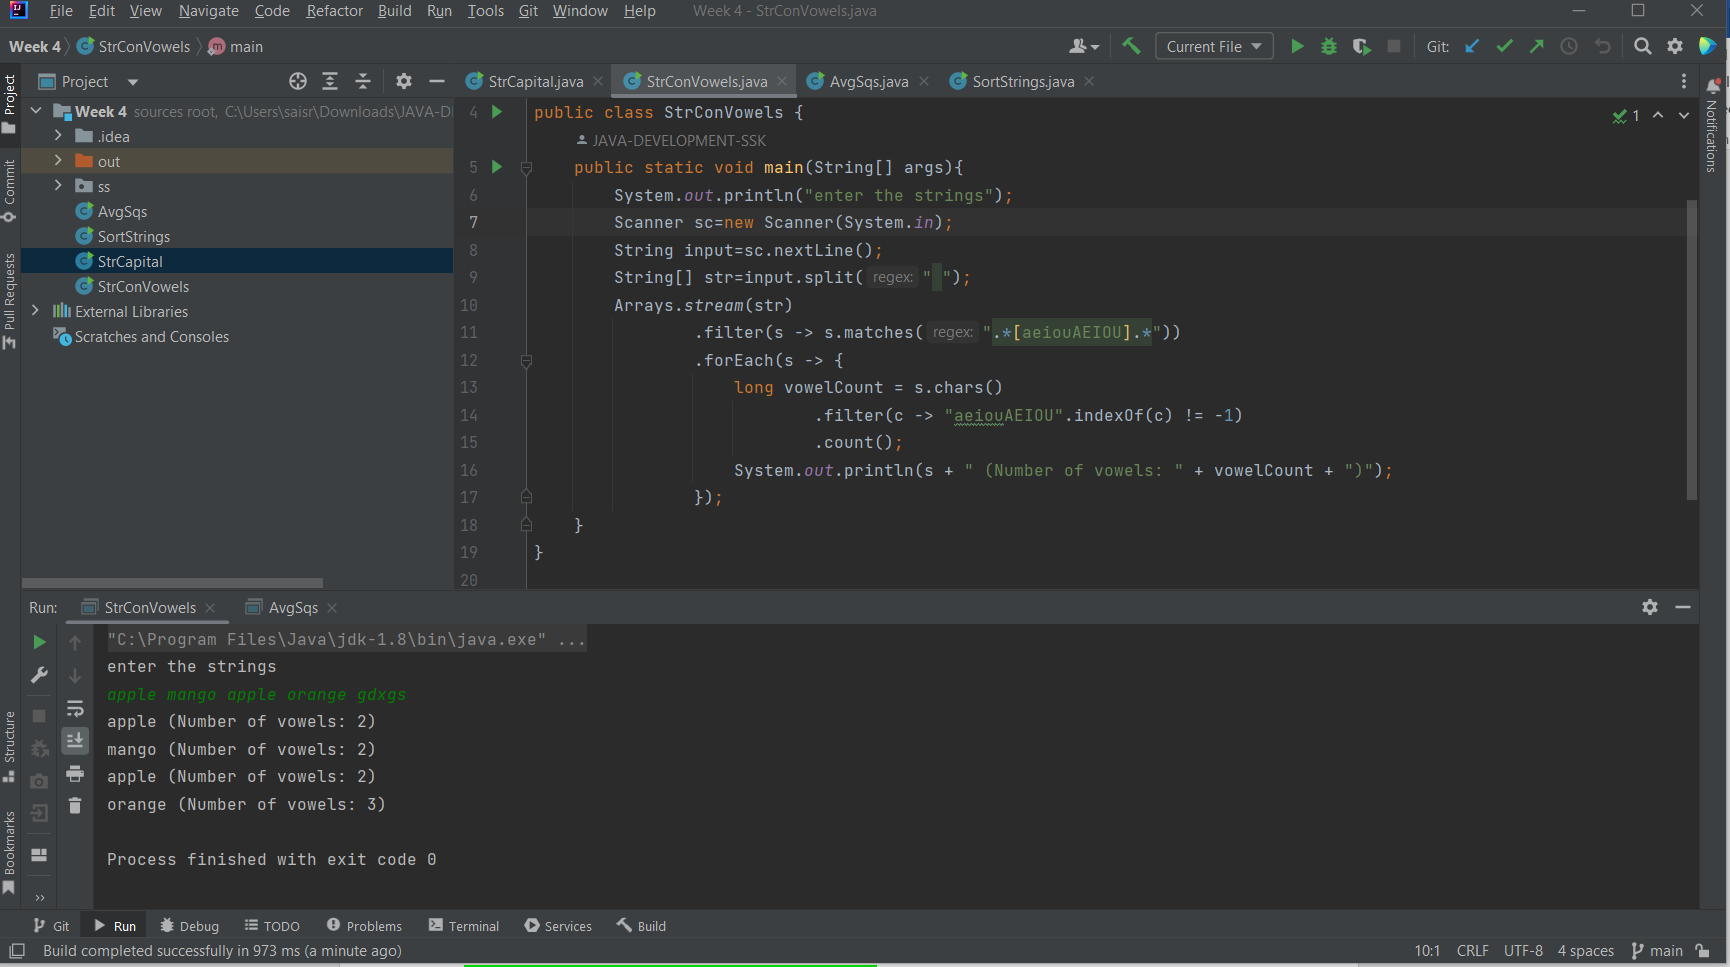 File Edit View Navigate Code Refactor Build Run Tools Git Window Help Week 4 - StrConVowels.java
Week 4 StrConVowels main Current File Git:
Project StrCapital.java StrConVowels.java AvgSqs.java SortStrings.java
Project
Commit
Pull Requests
Structure
Bookmarks
Notifications
Week 4 sources root, C:\Users\saisr\Downloads\JAVA-D
.idea
out
ss
AvgSqs
SortStrings
StrCapital
StrConVowels
External Libraries
Scratches and Consoles
1
4 public class StrConVowels {
JAVA-DEVELOPMENT-SSK
5 public static void main(String[] args){
6 System.out.println("enter the strings");
7 Scanner sc=new Scanner(System.in);
8 String input=sc.nextLine();
9 String[] str=input.split( regex: " ");
10 Arrays.stream(str)
11 .filter(s -> s.matches( regex: ".*[aeiouAEIOU].*"))
12 .forEach(s -> {
13 long vowelCount = s.chars()
14 .filter(c -> "aeiouAEIOU".indexOf(c) != -1)
15 .count();
16 System.out.println(s + " (Number of vowels: " + vowelCount + ")");
17 });
18 }
19 }
20
Run: StrConVowels AvgSqs
"C:\Program Files\Java\jdk-1.8\bin\java.exe" ...
enter the strings
apple mango apple orange gdxgs
apple (Number of vowels: 2)
mango (Number of vowels: 2)
apple (Number of vowels: 2)
orange (Number of vowels: 3)
Process finished with exit code 0
Git Run Debug TODO Problems Terminal Services Build
Build completed successfully in 973 ms (a minute ago) 10:1 CRLF UTF-8 4 spaces main